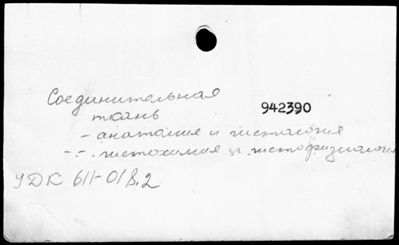 Соединительная
ткань 942390
- анатомия и гистология
- - гистохимия и гистофизиология
УДК 611-018.2